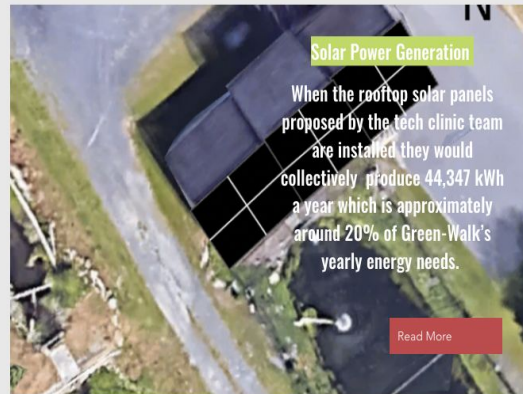 N
Solar Power Generation
When the rooftop solar panels
proposed by the tech clinic team
are installed they would
collectively produce 44,347 kWh
a year which is approximately
around 20% of Green-Walk's
yearly energy needs.
Read More